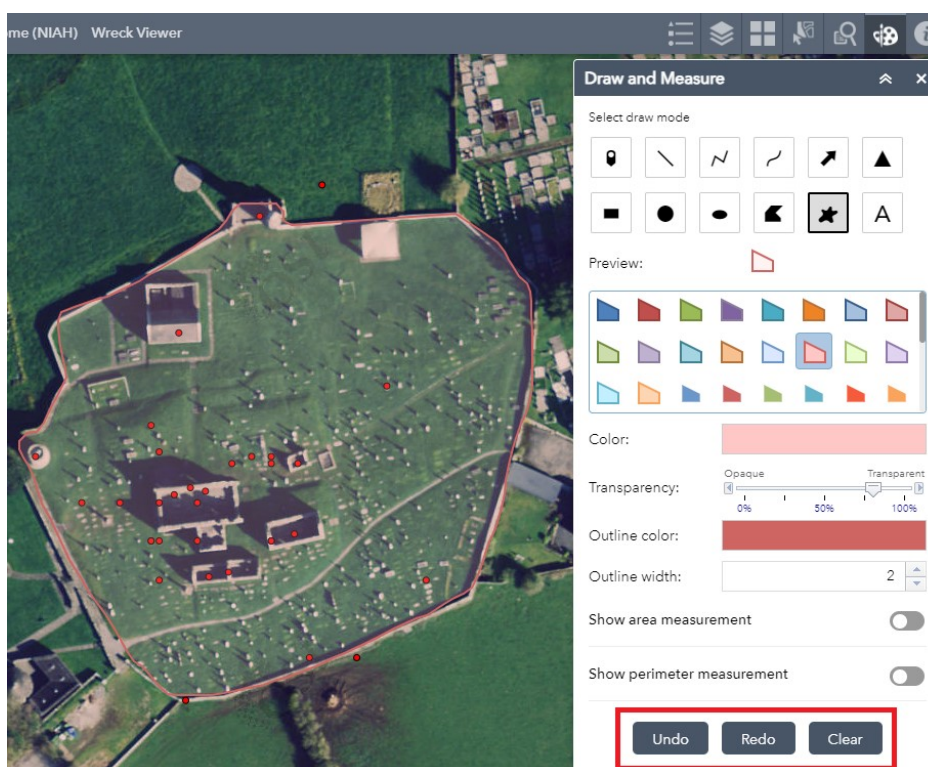 me (NIAH) Wreck Viewer
Draw and Measure
Select draw mode
A
Preview:
Color:
Opaque Transparent
Transparency:
0% 50% 100%
Outline color:
Outline width: 2
Show area measurement
Show perimeter measurement
Undo Redo Clear